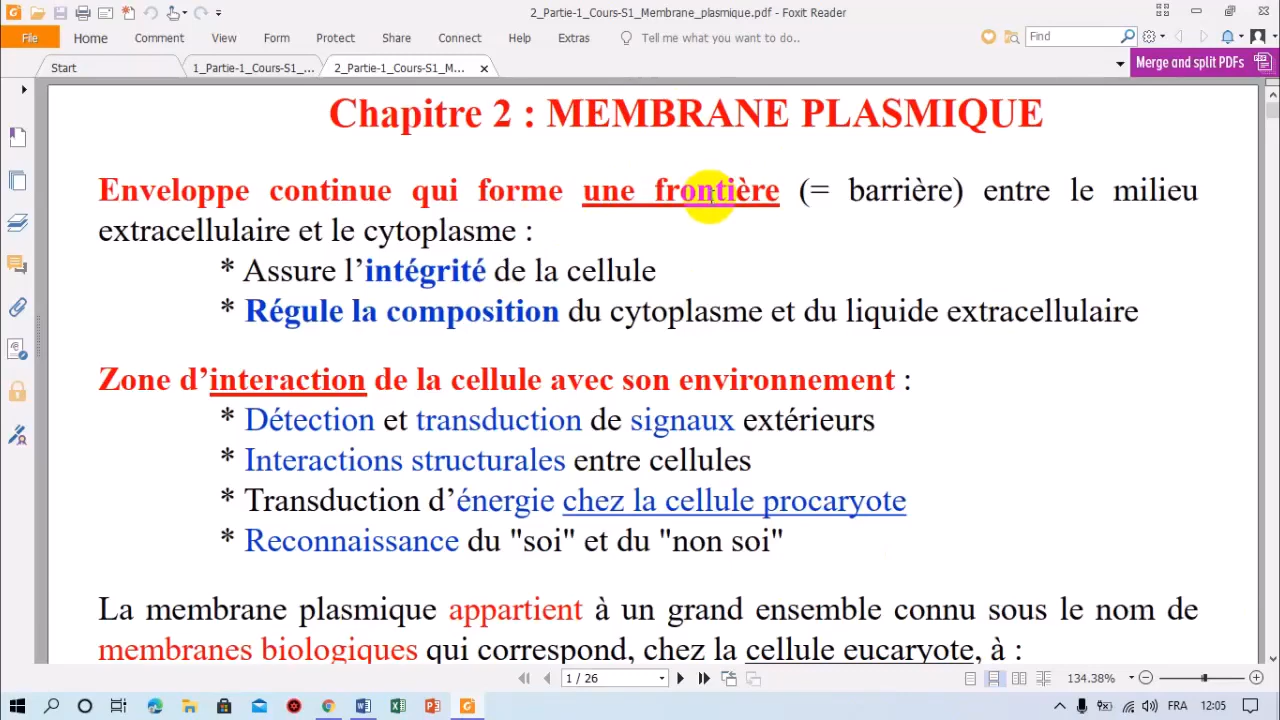 2_Partie-1_Cours-S1_Membrane_plasmique.pdf - Foxit Reader
File Home Comment View Form Protect Share Connect Help Extras Tell me what you want to do.. Find
Start 1_Partie-1_Cours-S1_... 2_Partie-1_Cours-S1_M... Merge and split PDFs
Chapitre 2 : MEMBRANE PLASMIQUE
Enveloppe continue qui forme une frontière (= barrière) entre le milieu
extracellulaire et le cytoplasme :
* Assure l’intégrité de la cellule
* Régule la composition du cytoplasme et du liquide extracellulaire
Zone d’interaction de la cellule avec son environnement :
* Détection et transduction de signaux extérieurs
* Interactions structurales entre cellules
* Transduction d’énergie chez la cellule procaryote
* Reconnaissance du "soi" et du "non soi"
La membrane plasmique appartient à un grand ensemble connu sous le nom de
membranes biologiques qui correspond, chez la cellule eucaryote, à :
1 / 26 134.38%
FRA 12:05